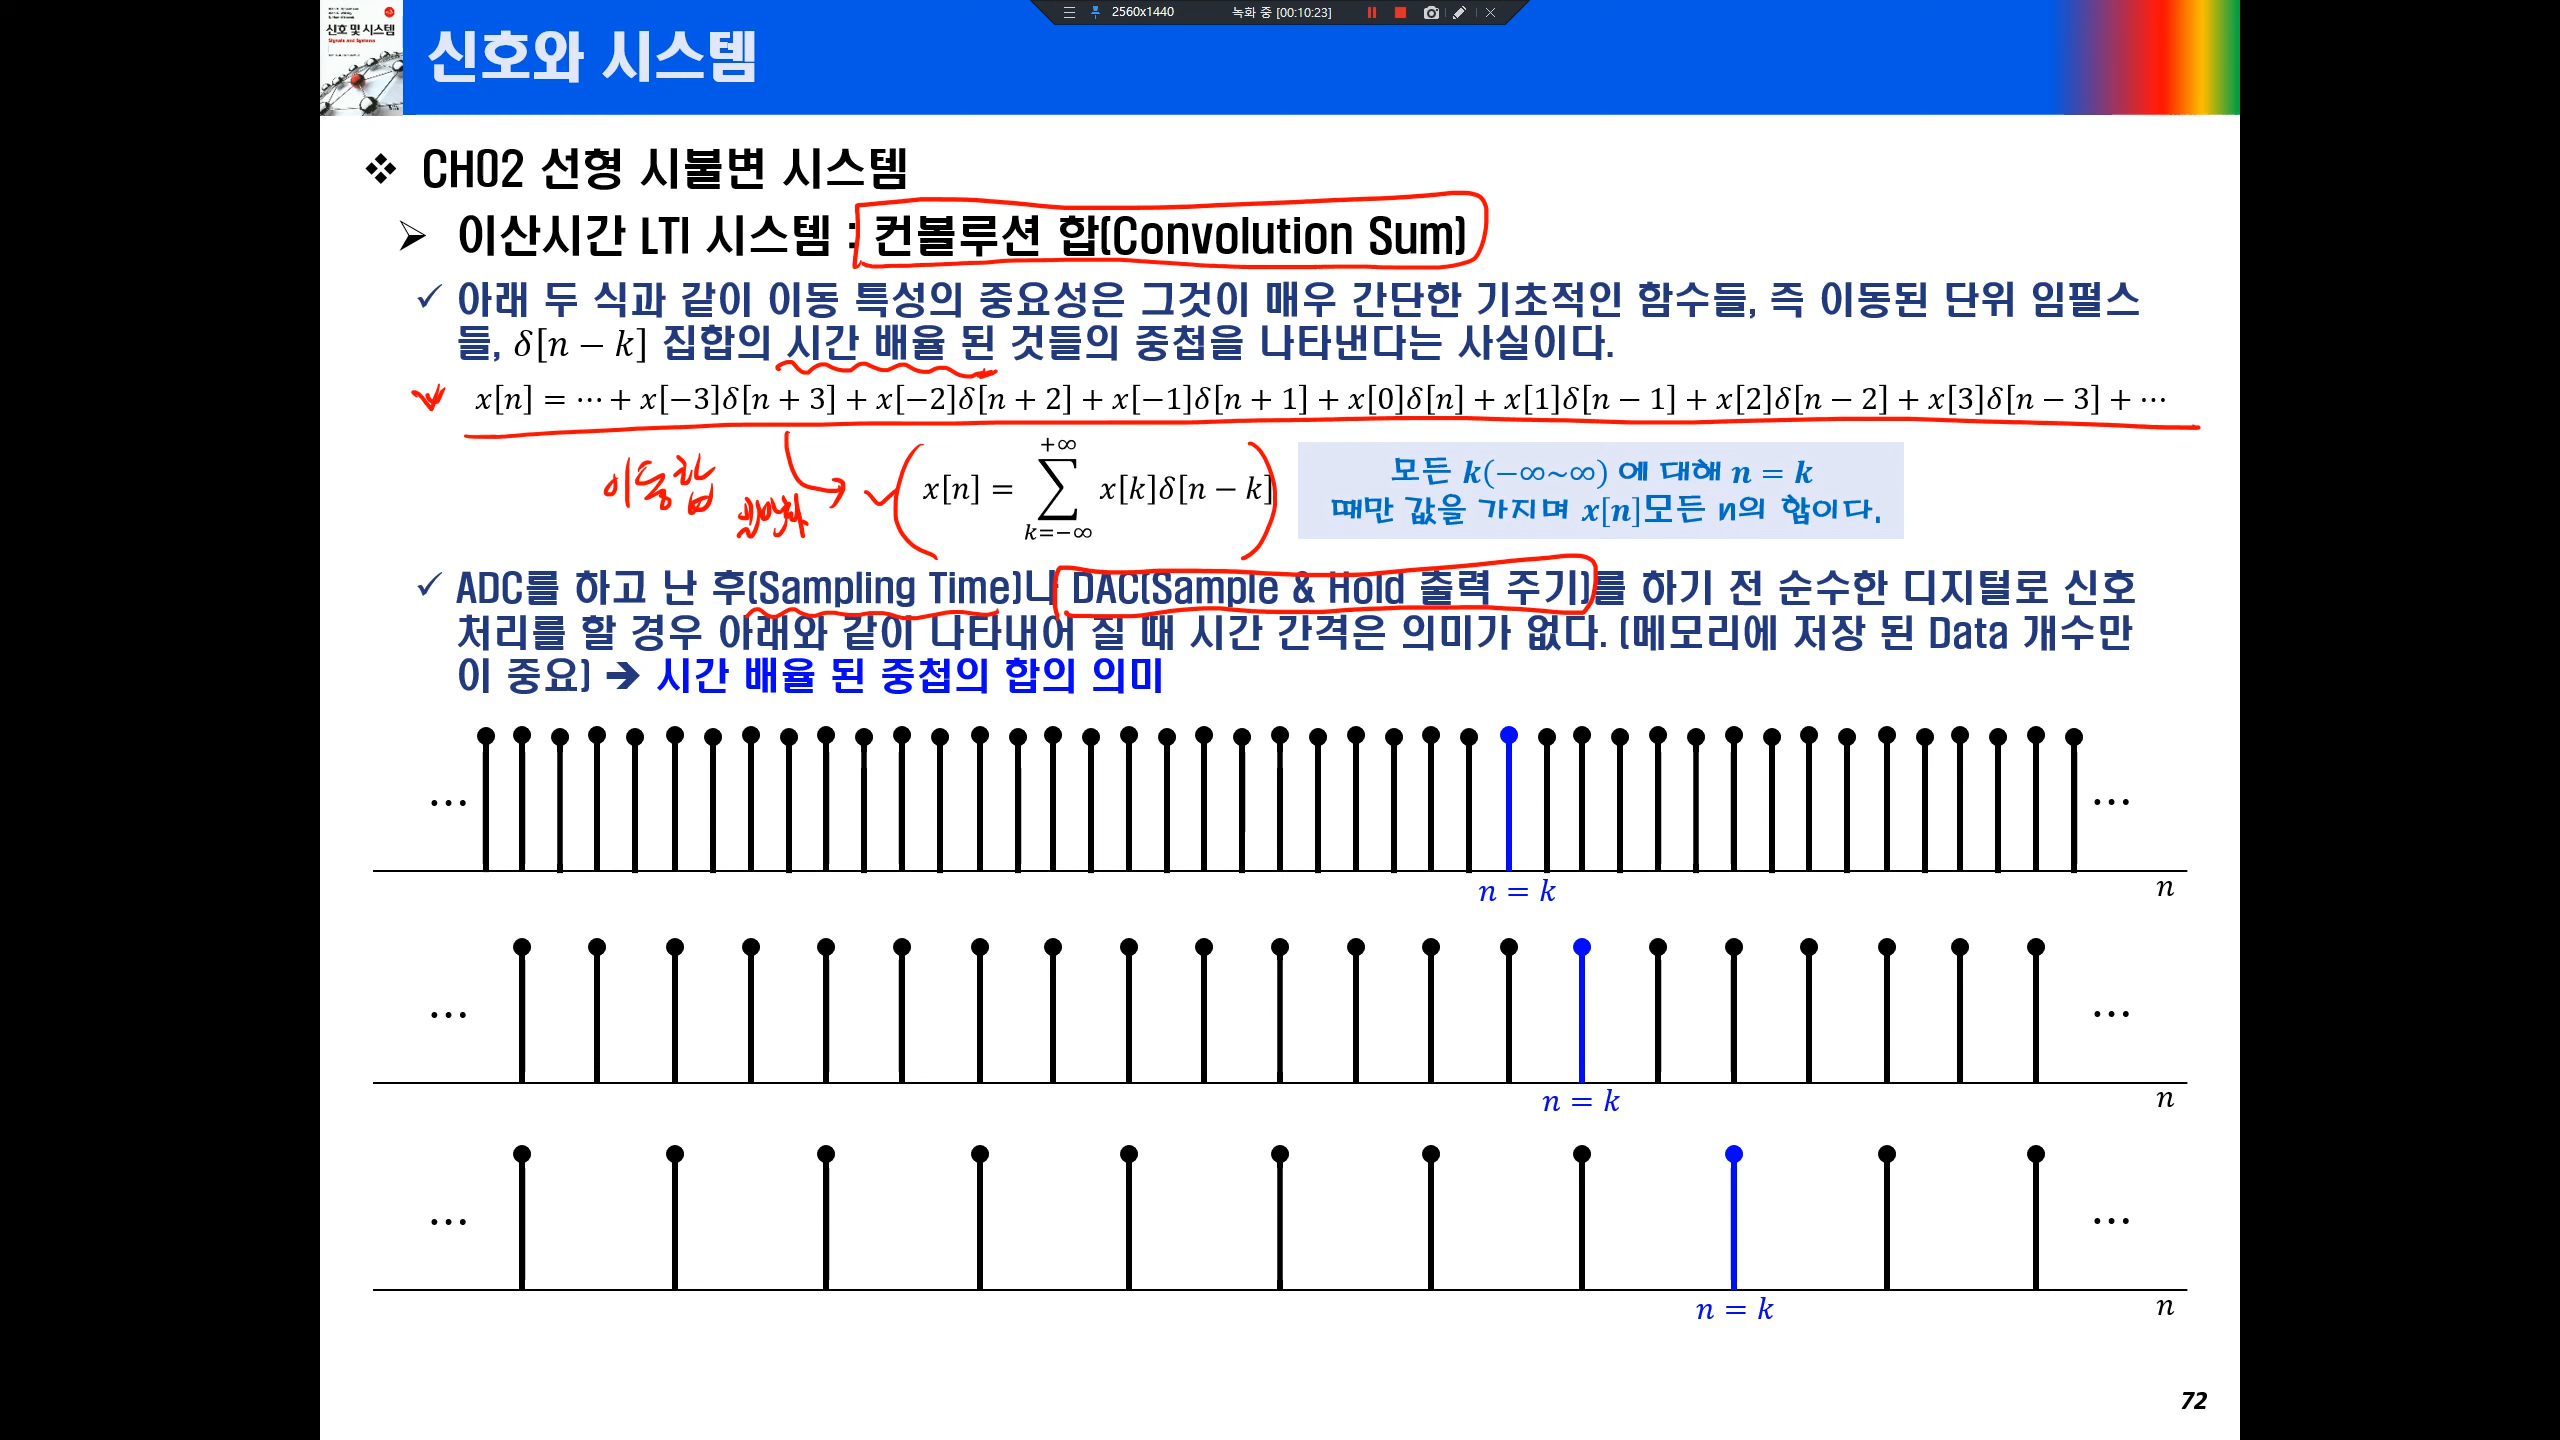 2560x1440 녹화 중 [00:10:23]
신호 및 시스템
Signals and Systems
신호와 시스템
❖ CH02 선형 시불변 시스템
➢ 이산시간 LTI 시스템 : 컨볼루션 합(Convolution Sum)
✓ 아래 두 식과 같이 이동 특성의 중요성은 그것이 매우 간단한 기초적인 함수들, 즉 이동된 단위 임펄스
들, δ[n − k] 집합의 시간 배율 된 것들의 중첩을 나타낸다는 사실이다.
x[n] = ⋯ + x[−3]δ[n + 3] + x[−2]δ[n + 2] + x[−1]δ[n + 1] + x[0]δ[n] + x[1]δ[n − 1] + x[2]δ[n − 2] + x[3]δ[n − 3] + ⋯
x[n] = ∑_{k=−∞}^{+∞} x[k]δ[n − k]
모든 k(−∞~∞) 에 대해 n = k
때만 값을 가지며 x[n]모든 n의 합이다.
✓ ADC를 하고 난 후(Sampling Time)나 DAC(Sample & Hold 출력 주기)를 하기 전 순수한 디지털로 신호
처리를 할 경우 아래와 같이 나타내어 질 때 시간 간격은 의미가 없다. (메모리에 저장 된 Data 개수만
이 중요) ➔ 시간 배율 된 중첩의 합의 의미
⋯ ⋯
n = k n
⋯ ⋯
n = k n
⋯ ⋯
n = k n
72